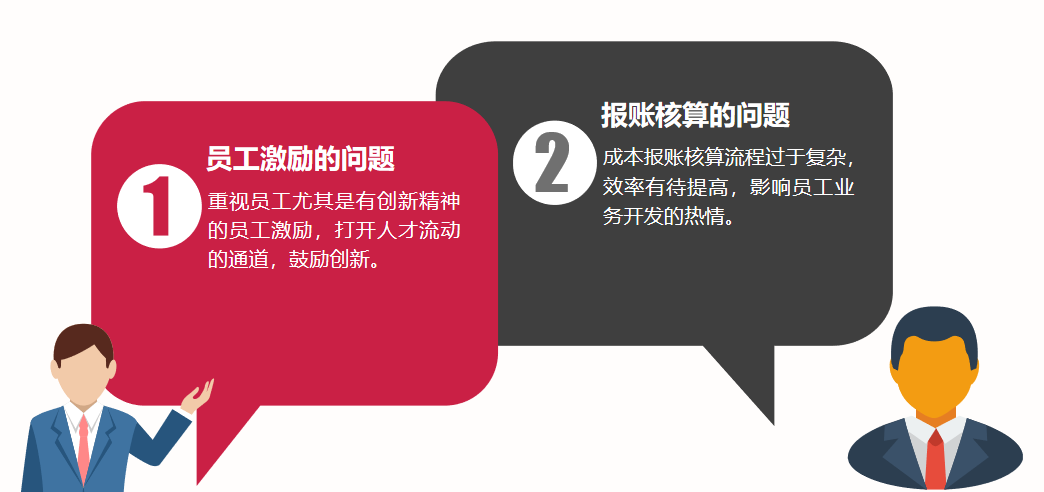 1
员工激励的问题
重视员工尤其是有创新精神
的员工激励，打开人才流动
的通道，鼓励创新。
2
报账核算的问题
成本报账核算流程过于复杂，
效率有待提高，影响员工业
务开发的热情。